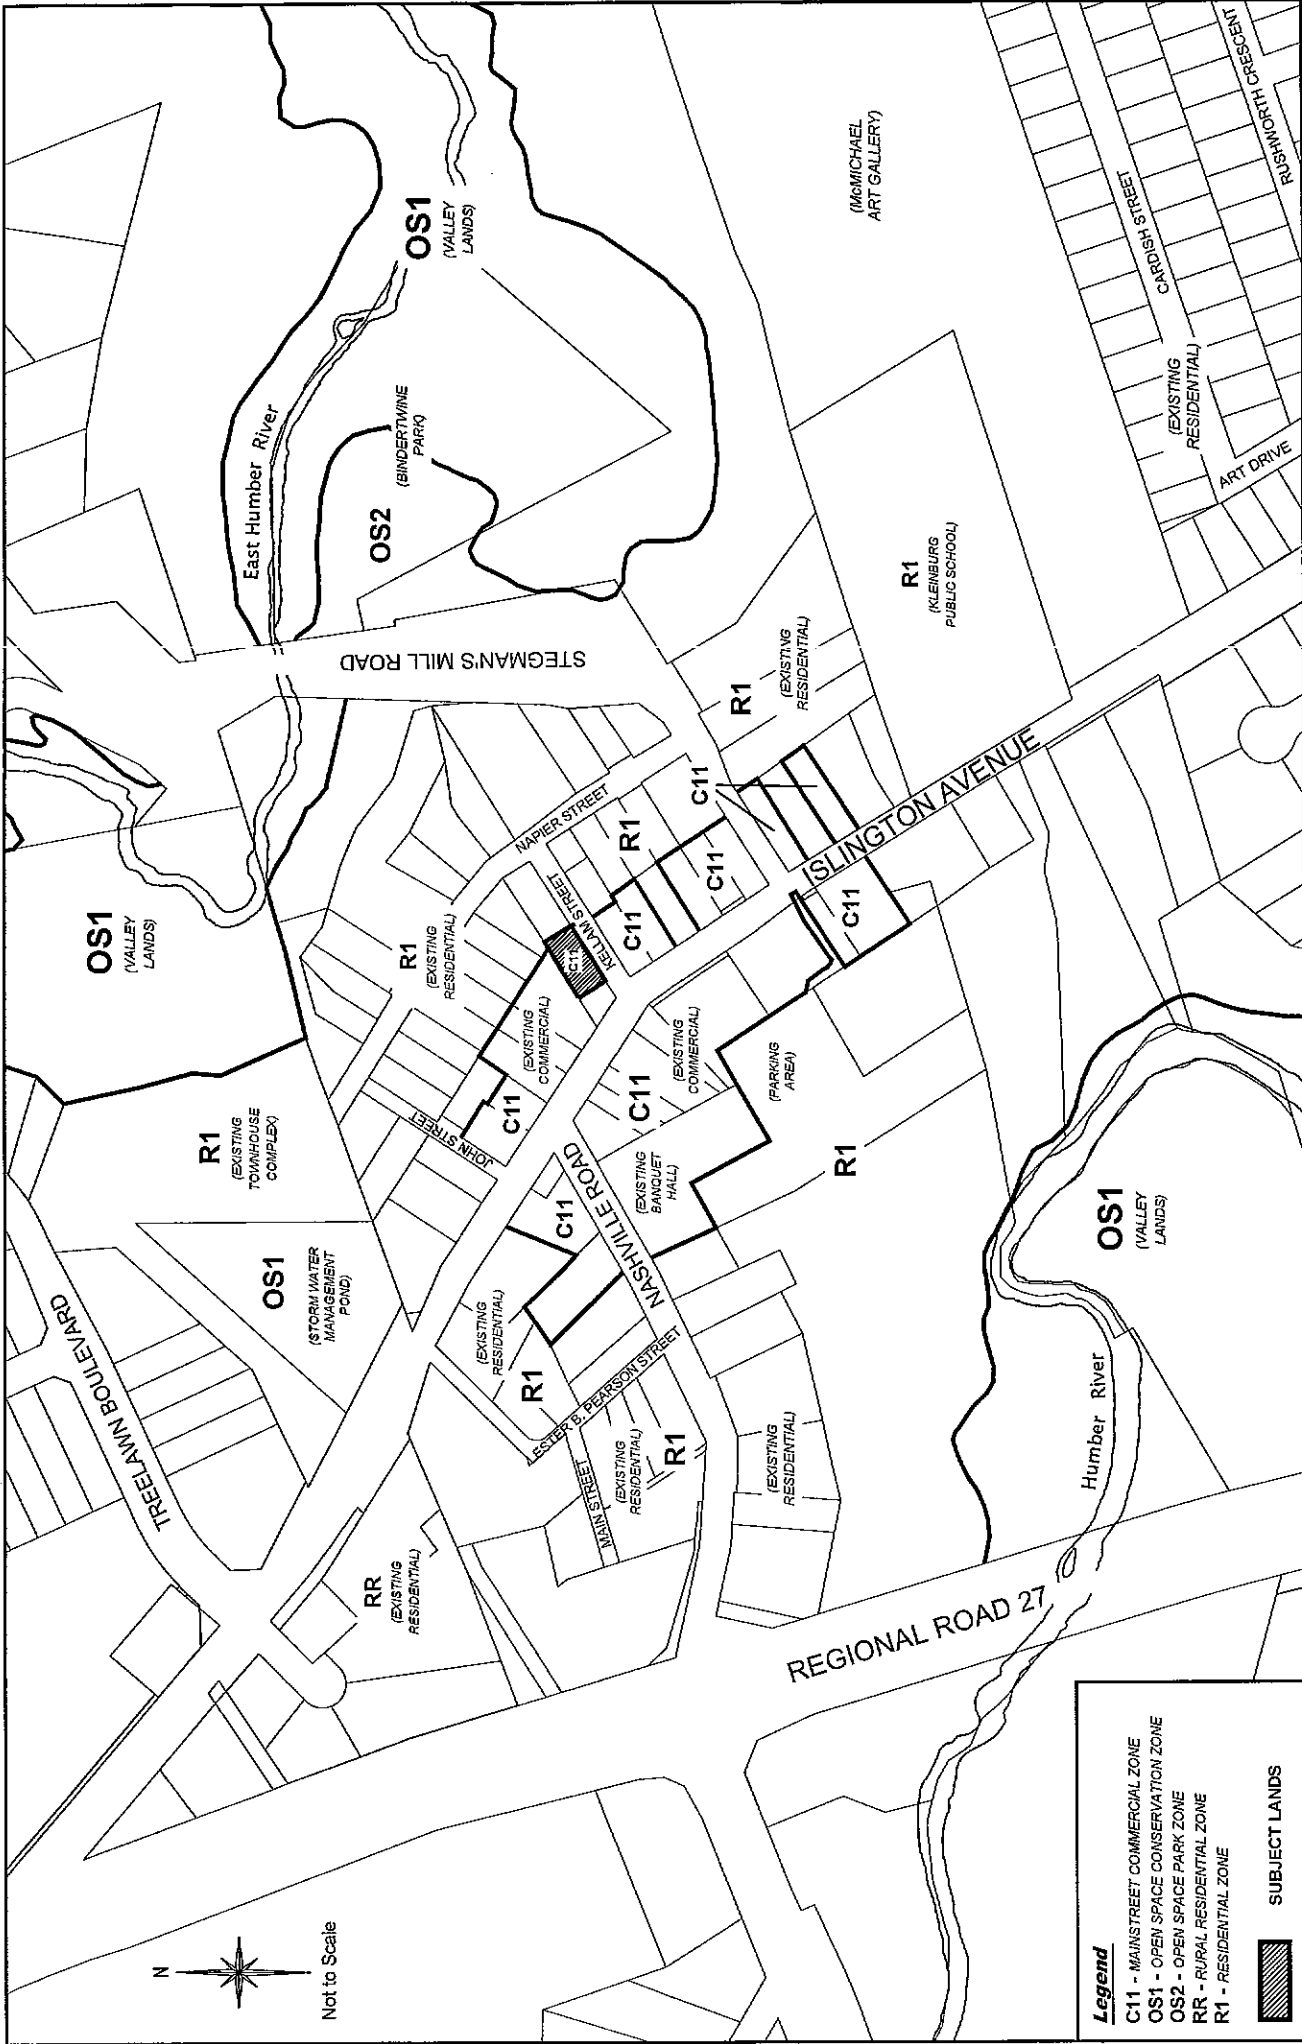 N
Not to Scale
TREELAWN BOULEVARD
R1
(EXISTING
TOWNHOUSE
COMPLEX)
OS1
(STORM WATER
MANAGEMENT
POND)
OS1
(VALLEY
LANDS)
East Humber River
OS1
(VALLEY
LANDS)
OS2
(BINDERTWINE
PARK)
STEGMAN'S MILL ROAD
RR
(EXISTING
RESIDENTIAL)
R1
(EXISTING
RESIDENTIAL)
JOHN STREET
NAPIER STREET
KELLAM STREET
C11
(EXISTING
COMMERCIAL)
C11
(EXISTING
RESIDENTIAL)
R1
LESTER B. PEARSON STREET
MAIN STREET
(EXISTING
RESIDENTIAL)
R1
C11
NASHVILLE ROAD
(EXISTING
BANQUET
HALL)
C11
(EXISTING
COMMERCIAL)
(PARKING
AREA)
R1
C11
R1
C11
C11
C11
ISLINGTON AVENUE
R1
(EXISTING
RESIDENTIAL)
R1
(KLEINBURG
PUBLIC SCHOOL)
(McMICHAEL
ART GALLERY)
CARDISH STREET
RUSHWORTH CRESCENT
(EXISTING
RESIDENTIAL)
ART DRIVE
(EXISTING
RESIDENTIAL)
REGIONAL ROAD 27
Humber River
OS1
(VALLEY
LANDS)
Legend
C11 - MAINSTREET COMMERCIAL ZONE
OS1 - OPEN SPACE CONSERVATION ZONE
OS2 - OPEN SPACE PARK ZONE
RR - RURAL RESIDENTIAL ZONE
R1 - RESIDENTIAL ZONE
SUBJECT LANDS